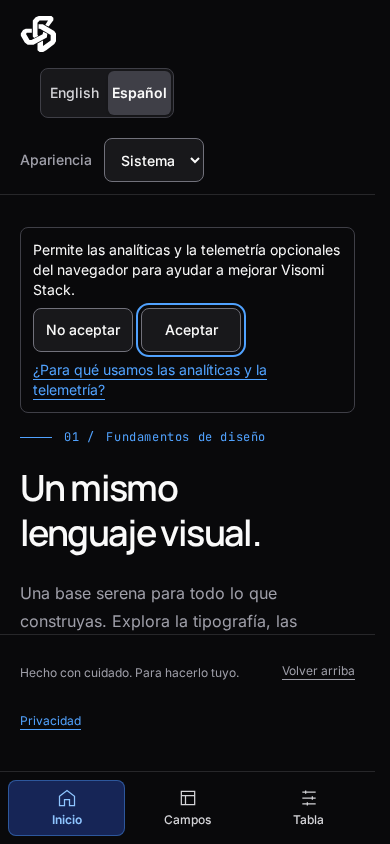 English Español
Apariencia Sistema
Permite las analíticas y la telemetría opcionales
del navegador para ayudar a mejorar Visomi
Stack.
No aceptar Aceptar
¿Para qué usamos las analíticas y la
telemetría?
01 / Fundamentos de diseño
Un mismo
lenguaje visual.
Una base serena para todo lo que
construyas. Explora la tipografía, las
Hecho con cuidado. Para hacerlo tuyo. Volver arriba
Privacidad
Inicio Campos Tabla